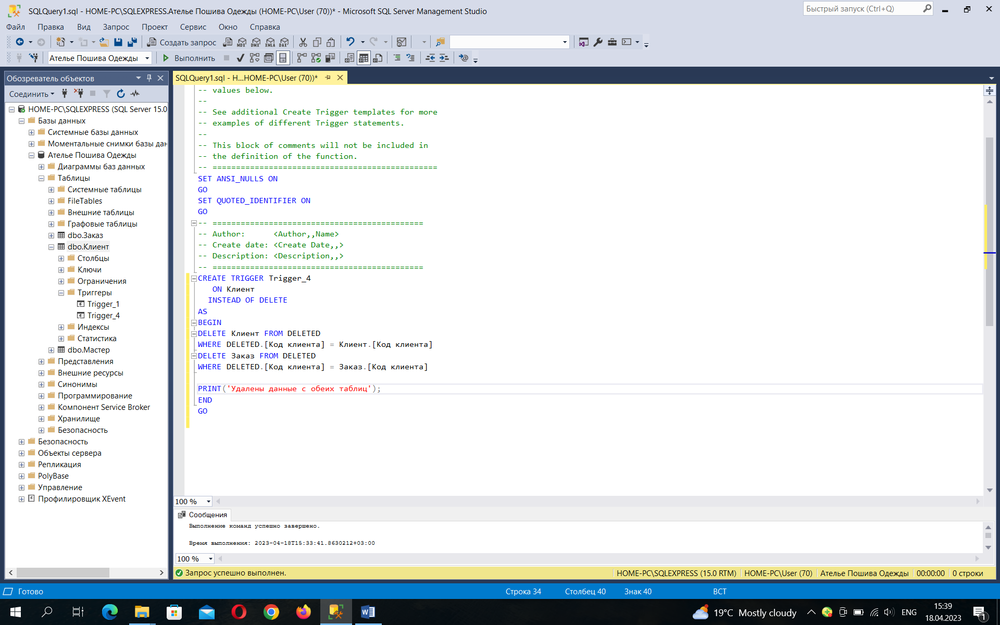 SQLQuery1.sql - HOME-PC\SQLEXPRESS.Ателье Пошива Одежды (HOME-PC\User (70))* - Microsoft SQL Server Management Studio
Быстрый запуск (Ctrl+Q)
Файл Правка Вид Запрос Проект Сервис Окно Справка
Создать запрос MDX DMX XMLA DAX
Ателье Пошива Одежды Выполнить
Обозреватель объектов
Соединить
HOME-PC\SQLEXPRESS (SQL Server 15.0
Базы данных
Системные базы данных
Моментальные снимки базы дан
Ателье Пошива Одежды
Диаграммы баз данных
Таблицы
Системные таблицы
FileTables
Внешние таблицы
Графовые таблицы
dbo.Заказ
dbo.Клиент
Столбцы
Ключи
Ограничения
Триггеры
Trigger_1
Trigger_4
Индексы
Статистика
dbo.Мастер
Представления
Внешние ресурсы
Синонимы
Программирование
Компонент Service Broker
Хранилище
Безопасность
Безопасность
Объекты сервера
Репликация
PolyBase
Управление
Профилировщик XEvent
SQLQuery1.sql - H...HOME-PC\User (70))*
-- values below.
--
-- See additional Create Trigger templates for more
-- examples of different Trigger statements.
--
-- This block of comments will not be included in
-- the definition of the function.
-- ================================================
SET ANSI_NULLS ON
GO
SET QUOTED_IDENTIFIER ON
GO
-- =============================================
-- Author: <Author,,Name>
-- Create date: <Create Date,,>
-- Description: <Description,,>
-- =============================================
CREATE TRIGGER Trigger_4
ON Клиент
INSTEAD OF DELETE
AS
BEGIN
DELETE Клиент FROM DELETED
WHERE DELETED.[Код клиента] = Клиент.[Код клиента]
DELETE Заказ FROM DELETED
WHERE DELETED.[Код клиента] = Заказ.[Код клиента]
PRINT('Удалены данные с обеих таблиц');
END
GO
100 %
Сообщения
Выполнение команд успешно завершено.
Время выполнения: 2023-04-18T15:33:41.8630212+03:00
100 %
Запрос успешно выполнен. HOME-PC\SQLEXPRESS (15.0 RTM) HOME-PC\User (70) Ателье Пошива Одежды 00:00:00 0 строки
Готово Строка 34 Столбец 40 Знак 40 ВСТ
19°C Mostly cloudy ENG 15:39
18.04.2023
1